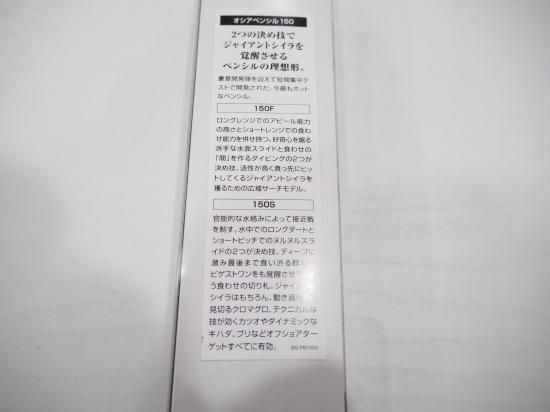 オシアペンシル150
2つの決め技で
ジャイアントシイラを
覚醒させる
ペンシルの理想形。
豪華開発陣を迎えて短期集中テ
ストで開発された、今最もホット
なペンシル。
150F
ロングレンジでのアピール能力
の高さとショートレンジでの食わ
せ能力を併せ持つ。好奇心を煽る
派手な水面スライドと食わせの
「間」を作るダイビングの2つが
決め技。活性が高く真っ先にヒッ
トしてくるジャイアントシイラを
獲るための広域サーチモデル。
150S
官能的な水絡みによって接近戦
を制す。水中でのロングダートと
ショートピッチでのヌルヌルスラ
イドの2つが決め技。ディープに
潜み最後まで食い渋る群れの
ビゲストワンをも覚醒させ
う食わせの切り札。ジャイアント
シイラはもちろん、動き
見切るクロマグロ、テクニカルな
技が効くカツオやダイナミックな
キハダ、ブリなどオフショアター
ゲットすべてに有効。
BS-PB150N